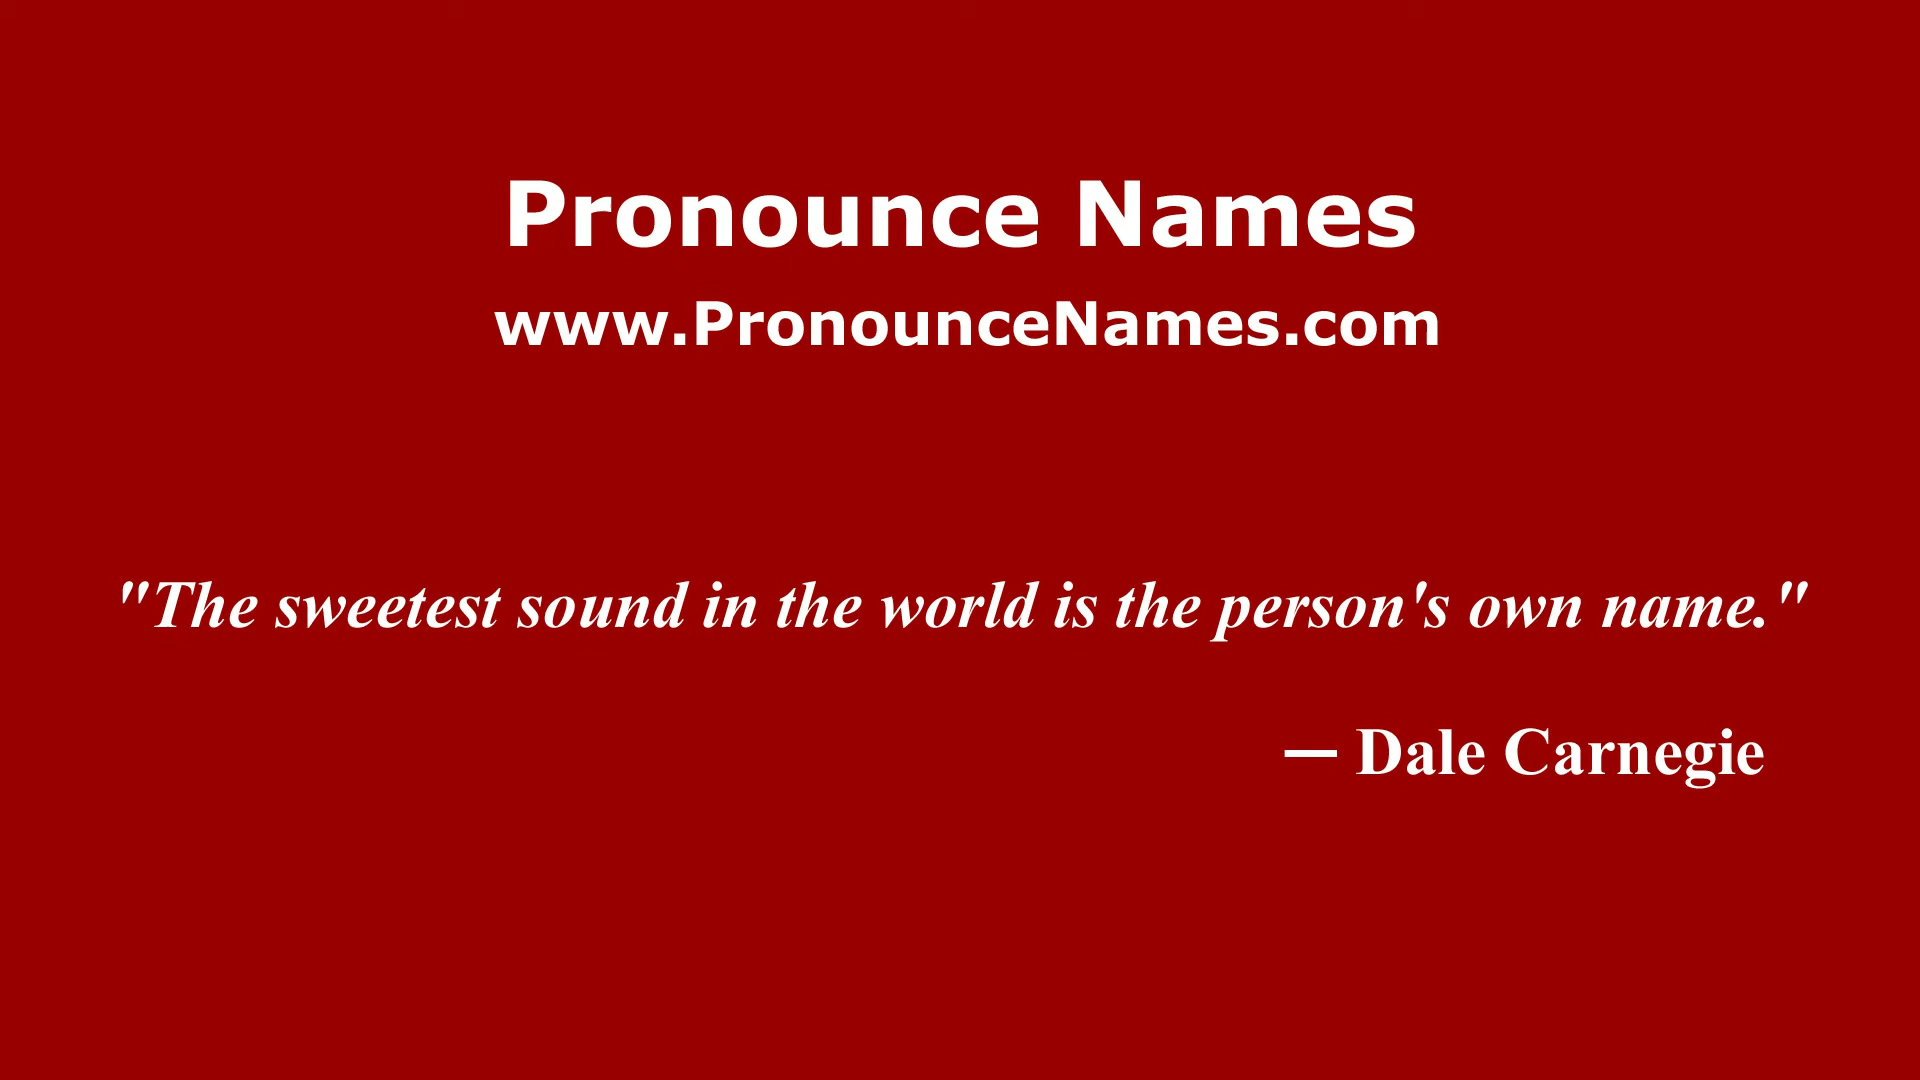 Pronounce Names
www.PronounceNames.com
"The sweetest sound in the world is the person's own name."
— Dale Carnegie